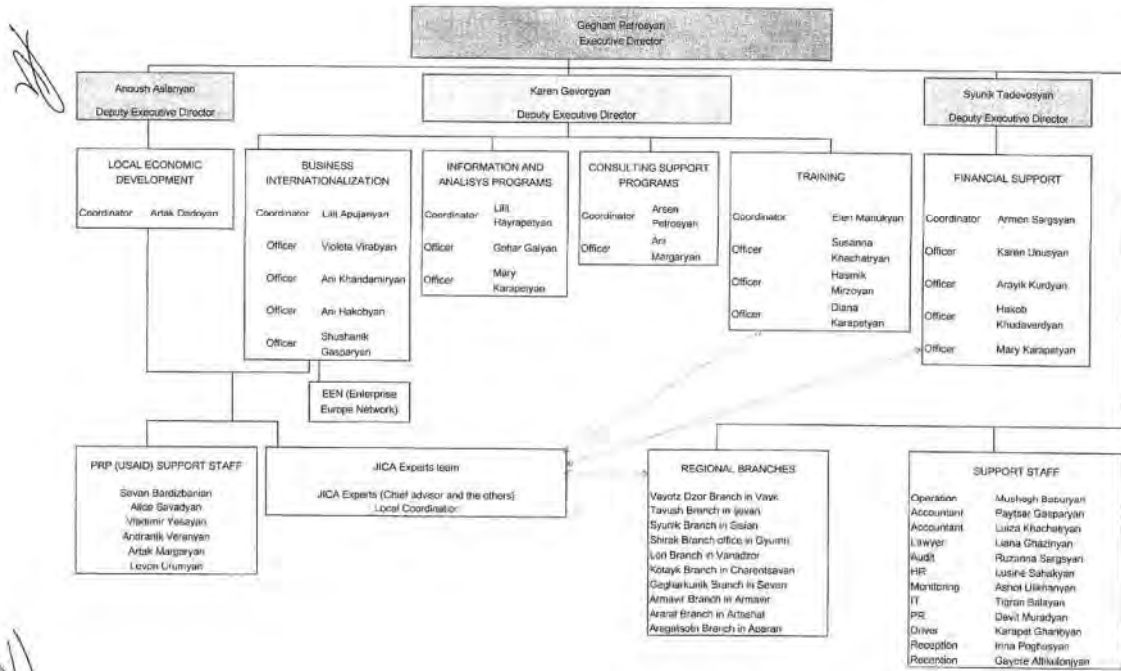 Gegham Petrosyan
Executive Director
Anoush Aslanyan
Deputy Executive Director
Karen Gevorgyan
Deputy Executive Director
Syunik Tadevosyan
Deputy Executive Director
LOCAL ECONOMIC
DEVELOPMENT
Coordinator Artak Dadoyan
BUSINESS
INTERNATIONALIZATION
Coordinator Lilit Apujanyan
Officer Violeta Virabyan
Officer Ani Khandamiryan
Officer Ani Hakobyan
Officer Shushanik
Gasparyan
INFORMATION AND
ANALISYS PROGRAMS
Coordinator Lilit
Hayrapetyan
Officer Gohar Galyan
Officer Mary
Karapetyan
CONSULTING SUPPORT
PROGRAMS
Coordinator Arsen
Petrosyan
Officer Ani
Margaryan
TRAINING
Coordinator Elen Manukyan
Officer Susanna
Khachatryan
Officer Hasmik
Mirzoyan
Officer Diana
Karapetyan
FINANCIAL SUPPORT
Coordinator Armen Sargsyan
Officer Karen Unusyan
Officer Arayik Kurdyan
Officer Hakob
Khudaverdyan
Officer Mary Karapetyan
EEN (Enterprise
Europe Network)
PRP (USAID) SUPPORT STAFF
Sevan Bardizbanian
Alice Savadyan
Vladimir Yesayan
Andranik Veranyan
Artak Margaryan
Levon Urumyan
JICA Experts team
JICA Experts (Chief advisor and the others)
Local Coordinator
REGIONAL BRANCHES
Vayotz Dzor Branch in Vayk
Tavush Branch in Ijevan
Syunik Branch in Sisian
Shirak Branch office in Gyumri
Lori Branch in Vanadzor
Kotayk Branch in Charentsavan
Gegharkunik Branch in Sevan
Armavir Branch in Armavir
Ararat Branch in Artashat
Aragatsotn Branch in Aparan
SUPPORT STAFF
Operation Mushegh Baburyan
Accountant Paytsar Gasparyan
Accountant Luiza Khachatryan
Lawyer Liana Ghazinyan
Audit Ruzanna Sargsyan
HR Lusine Sahakyan
Monitoring Ashot Ulikhanyan
IT Tigran Balayan
PR Davit Muradyan
Driver Karapet Gharibyan
Reception Irina Poghosyan
Reception Gayane